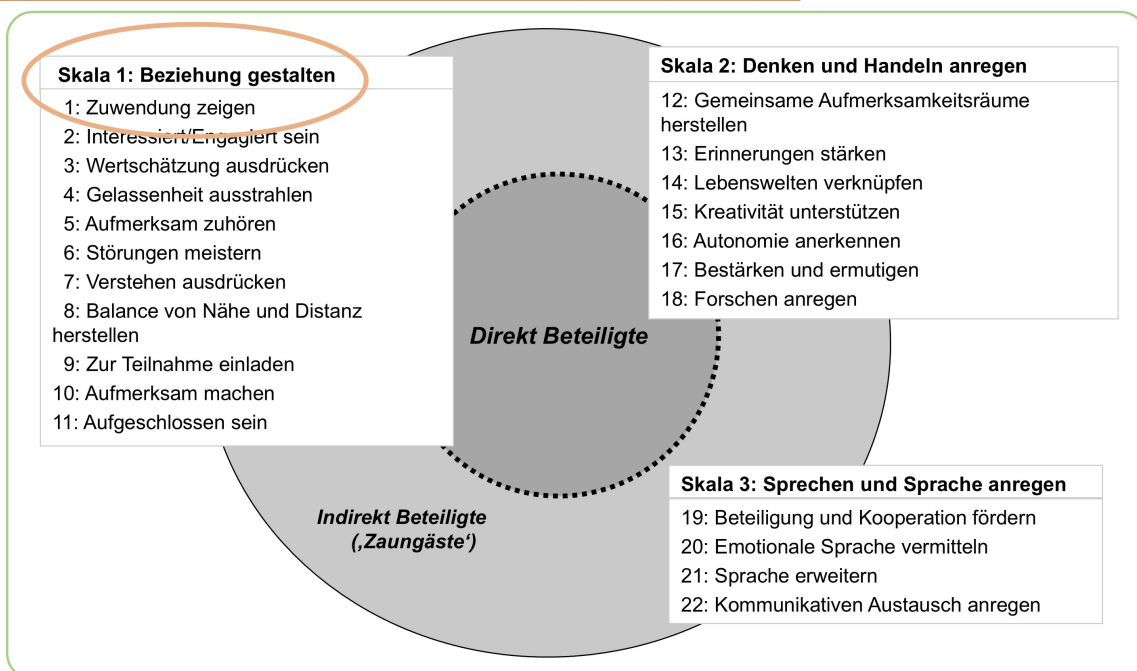 Skala 1: Beziehung gestalten
1: Zuwendung zeigen
2: Interessiert/Engagiert sein
3: Wertschätzung ausdrücken
4: Gelassenheit ausstrahlen
5: Aufmerksam zuhören
6: Störungen meistern
7: Verstehen ausdrücken
8: Balance von Nähe und Distanz
herstellen
9: Zur Teilnahme einladen
10: Aufmerksam machen
11: Aufgeschlossen sein
Skala 2: Denken und Handeln anregen
12: Gemeinsame Aufmerksamkeitsräume
herstellen
13: Erinnerungen stärken
14: Lebenswelten verknüpfen
15: Kreativität unterstützen
16: Autonomie anerkennen
17: Bestärken und ermutigen
18: Forschen anregen
Direkt Beteiligte
Indirekt Beteiligte
(‚Zaungäste‘)
Skala 3: Sprechen und Sprache anregen
19: Beteiligung und Kooperation fördern
20: Emotionale Sprache vermitteln
21: Sprache erweitern
22: Kommunikativen Austausch anregen